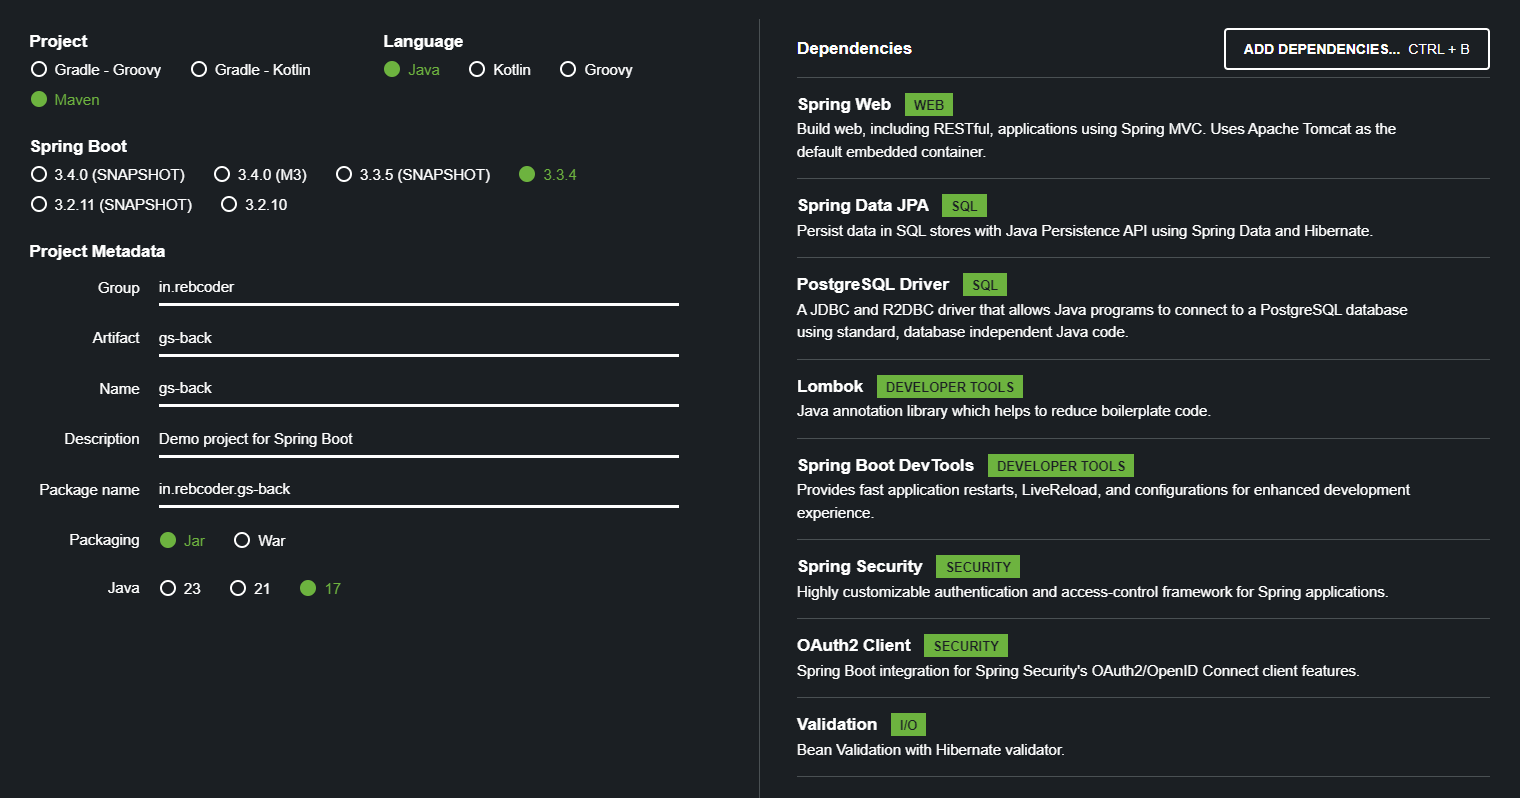 Project
Gradle - Groovy Gradle - Kotlin
Maven
Language
Java Kotlin Groovy
Spring Boot
3.4.0 (SNAPSHOT) 3.4.0 (M3) 3.3.5 (SNAPSHOT) 3.3.4
3.2.11 (SNAPSHOT) 3.2.10
Project Metadata
Group in.rebcoder
Artifact gs-back
Name gs-back
Description Demo project for Spring Boot
Package name in.rebcoder.gs-back
Packaging Jar War
Java 23 21 17
Dependencies ADD DEPENDENCIES... CTRL + B
Spring Web WEB
Build web, including RESTful, applications using Spring MVC. Uses Apache Tomcat as the
default embedded container.
Spring Data JPA SQL
Persist data in SQL stores with Java Persistence API using Spring Data and Hibernate.
PostgreSQL Driver SQL
A JDBC and R2DBC driver that allows Java programs to connect to a PostgreSQL database
using standard, database independent Java code.
Lombok DEVELOPER TOOLS
Java annotation library which helps to reduce boilerplate code.
Spring Boot DevTools DEVELOPER TOOLS
Provides fast application restarts, LiveReload, and configurations for enhanced development
experience.
Spring Security SECURITY
Highly customizable authentication and access-control framework for Spring applications.
OAuth2 Client SECURITY
Spring Boot integration for Spring Security's OAuth2/OpenID Connect client features.
Validation I/O
Bean Validation with Hibernate validator.